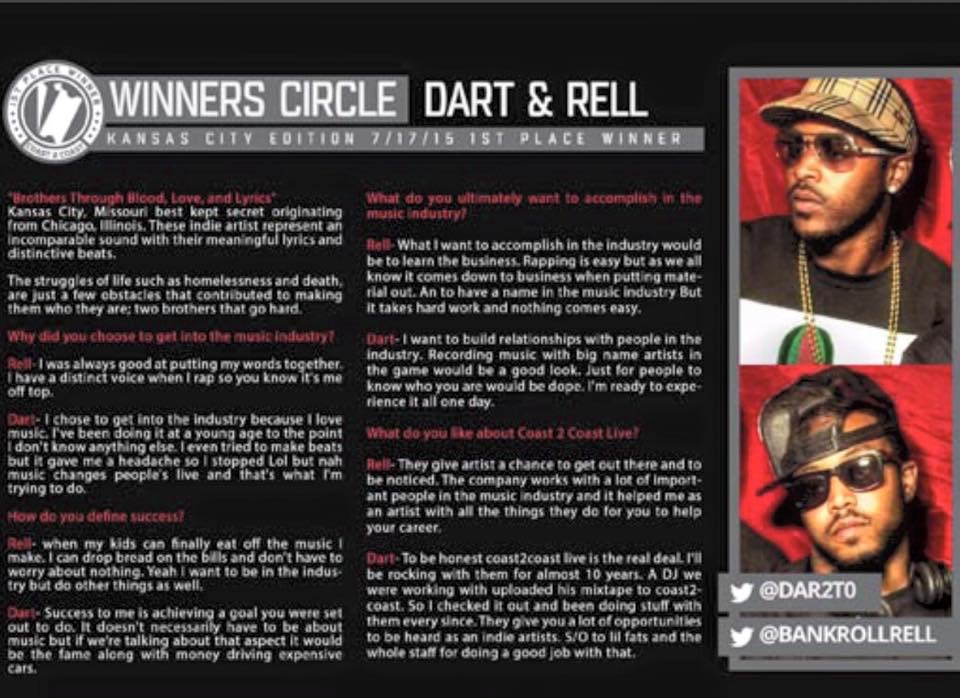 1ST PLACE WINNER
COAST 2 COAST
WINNERS CIRCLE DART & RELL
KANSAS CITY EDITION 7/17/15 1ST PLACE WINNER
"Brothers Through Blood, Love, and Lyrics"
Kansas City, Missouri best kept secret originating
from Chicago, Illinois. These indie artist represent an
incomparable sound with their meaningful lyrics and
distinctive beats.
The struggles of life such as homelessness and death,
are just a few obstacles that contributed to making
them who they are; two brothers that go hard.
Why did you choose to get into the music industry?
Rell- I was always good at putting my words together.
I have a distinct voice when I rap so you know it's me
off top.
Dart- I chose to get into the industry because I love
music. I've been doing it at a young age to the point
I don't know anything else. I even tried to make beats
but it gave me a headache so I stopped Lol but nah
music changes people's live and that's what I'm
trying to do.
How do you define success?
Rell- when my kids can finally eat off the music I
make. I can drop bread on the bills and don't have to
worry about nothing. Yeah I want to be in the indus-
try but do other things as well.
Dart- Success to me is achieving a goal you were set
out to do. It doesn't necessarily have to be about
music but if we're talking about that aspect it would
be the fame along with money driving expensive
cars.
What do you ultimately want to accomplish in the
music industry?
Rell- What I want to accomplish in the industry would
be to learn the business. Rapping is easy but as we all
know it comes down to business when putting mate-
rial out. An to have a name in the music industry But
it takes hard work and nothing comes easy.
Dart- I want to build relationships with people in the
industry. Recording music with big name artists in
the game would be a good look. Just for people to
know who you are would be dope. I'm ready to expe-
rience it all one day.
What do you like about Coast 2 Coast Live?
Rell- They give artist a chance to get out there and to
be noticed. The company works with a lot of import-
ant people in the music industry and it helped me as
an artist with all the things they do for you to help
your career.
Dart- To be honest coast2coast live is the real deal. I'll
be rocking with them for almost 10 years. A DJ we
were working with uploaded his mixtape to coast2-
coast. So I checked it out and been doing stuff with
them every since. They give you a lot of opportunities
to be heard as an indie artists. S/O to lil fats and the
whole staff for doing a good job with that.
@DAR2T0
@BANKROLLRELL